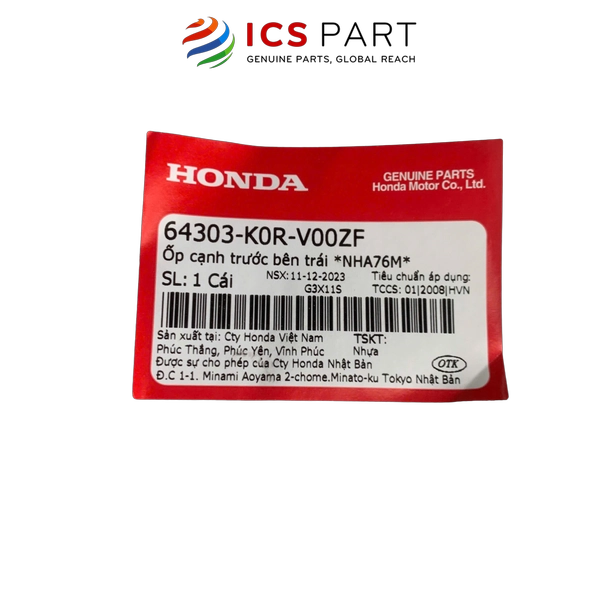 ICS PART
GENUINE PARTS, GLOBAL REACH
HONDA
GENUINE PARTS
Honda Motor Co., Ltd.
64303-K0R-V00ZF
Ốp cạnh trước bên trái *NHA76M*
SL: 1 Cái
NSX: 11-12-2023
Tiêu chuẩn áp dụng:
G3X11S
TCCS: 01|2008|HVN
Sản xuất tại: Cty Honda Việt Nam
TSKT:
Phúc Thắng, Phúc Yên, Vĩnh Phúc
Nhựa
Được sự cho phép của Cty Honda Nhật Bản
OTK
Đ.C 1-1. Minami Aoyama 2-chome.Minato-ku Tokyo Nhật Bản